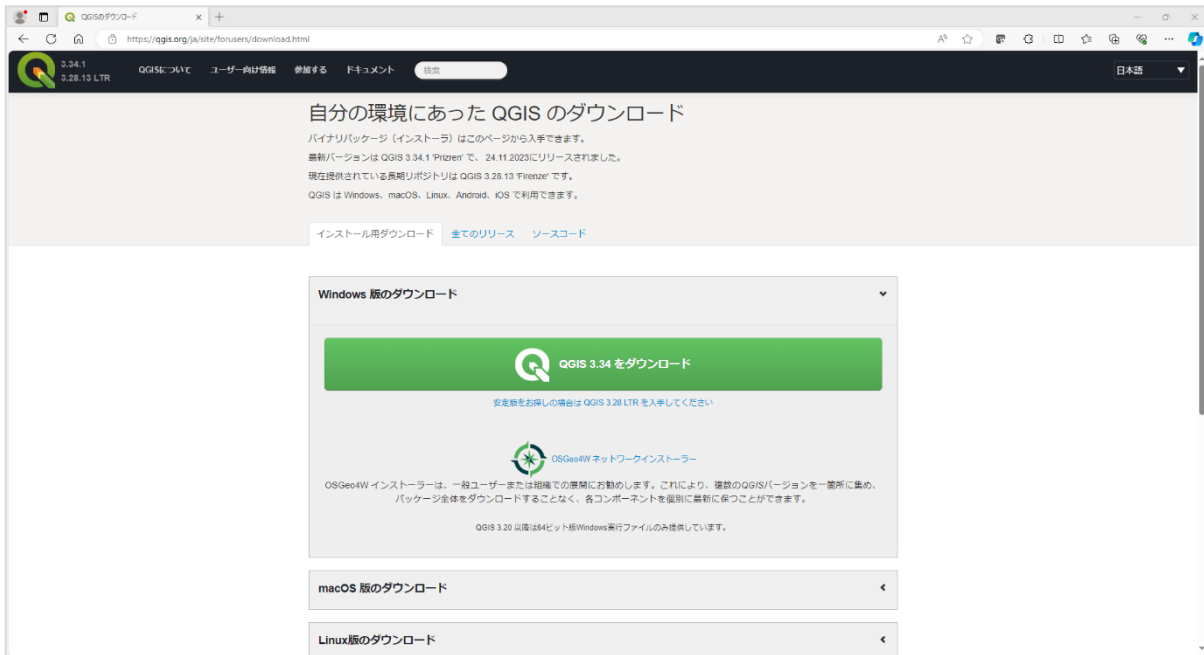 QGISのダウンロード
https://qgis.org/ja/site/forusers/download.html
3.34.1
3.28.13 LTR
QGISについて ユーザー向け情報 参加する ドキュメント 検索 日本語
自分の環境にあった QGIS のダウンロード
バイナリパッケージ（インストーラ）はこのページから入手できます。
最新バージョンは QGIS 3.34.1 'Prizren' で、 24.11.2023にリリースされました。
現在提供されている長期リポジトリは QGIS 3.28.13 'Firenze' です。
QGIS は Windows、macOS、Linux、Android、iOS で利用できます。
インストール用ダウンロード 全てのリリース ソースコード
Windows 版のダウンロード
QGIS 3.34 をダウンロード
安定版をお探しの場合は QGIS 3.28 LTR を入手してください
OSGeo4W ネットワークインストーラー
OSGeo4W インストーラーは、一般ユーザーまたは組織での展開にお勧めします。これにより、複数のQGISバージョンを一箇所に集め、
パッケージ全体をダウンロードすることなく、各コンポーネントを個別に最新に保つことができます。
QGIS 3.20 以降は64ビット版Windows実行ファイルのみ提供しています。
macOS 版のダウンロード
Linux版のダウンロード